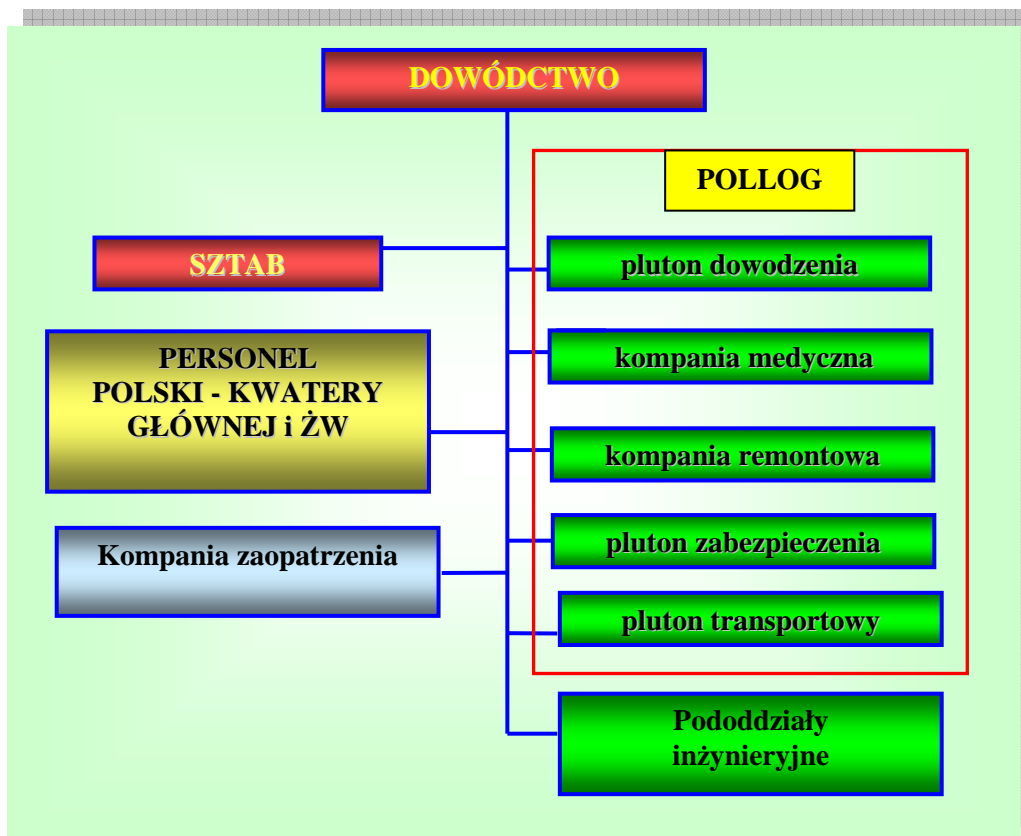 DOWÓDCTWO
POLLOG
SZTAB
pluton dowodzenia
PERSONEL
POLSKI - KWATERY
GŁÓWNEJ i ŻW
kompania medyczna
kompania remontowa
Kompania zaopatrzenia
pluton zabezpieczenia
pluton transportowy
Pododdziały
inżynieryjne